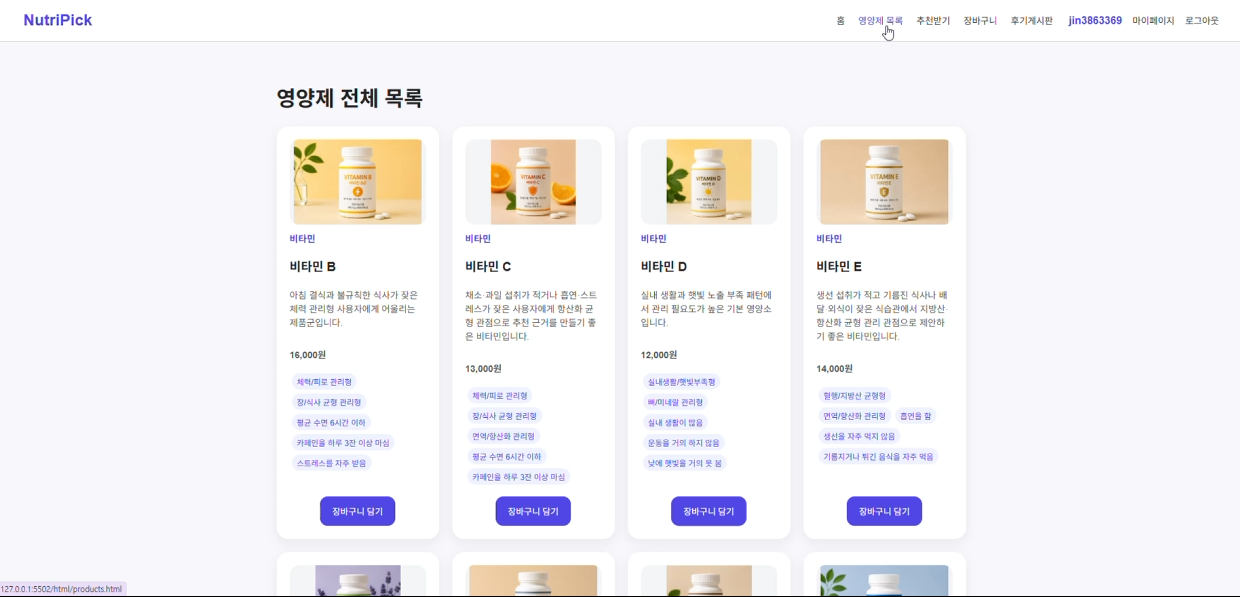 NutriPick
홈 영양제 목록 추천받기 장바구니 후기게시판 jin3863369 마이페이지 로그아웃
영양제 전체 목록
VITAMIN B
비타민
비타민 B
아침 결식과 불규칙한 식사가 잦은
체력 관리형 사용자에게 어울리는
제품군입니다.
16,000원
체력/피로 관리형
장/식사 균형 관리형
평균 수면 6시간 이하
카페인을 하루 3잔 이상 마심
스트레스를 자주 받음
장바구니 담기
VITAMIN C
비타민
비타민 C
채소·과일 섭취가 적거나 흡연·스트
레스가 잦은 사용자에게 항산화 균
형 관점으로 추천 근거를 만들기 좋
은 비타민입니다.
13,000원
체력/피로 관리형
장/식사 균형 관리형
면역/항산화 관리형
평균 수면 6시간 이하
카페인을 하루 3잔 이상 마심
장바구니 담기
VITAMIN D
비타민
비타민 D
실내 생활과 햇빛 노출 부족 패턴에
서 관리 필요도가 높은 기본 영양소
입니다.
12,000원
실내생활/햇빛부족형
뼈/미네랄 관리형
실내 생활이 많음
운동을 거의 하지 않음
낮에 햇빛을 거의 못 봄
장바구니 담기
VITAMIN E
비타민
비타민 E
생선 섭취가 적고 기름진 식사나 배
달·외식이 잦은 식습관에서 지방산·
항산화 균형 관리 관점으로 제안하
기 좋은 비타민입니다.
14,000원
혈행/지방산 균형형
면역/항산화 관리형 흡연을 함
생선을 자주 먹지 않음
기름지거나 튀긴 음식을 자주 먹음
장바구니 담기
127.0.0.1:5502/html/products.html